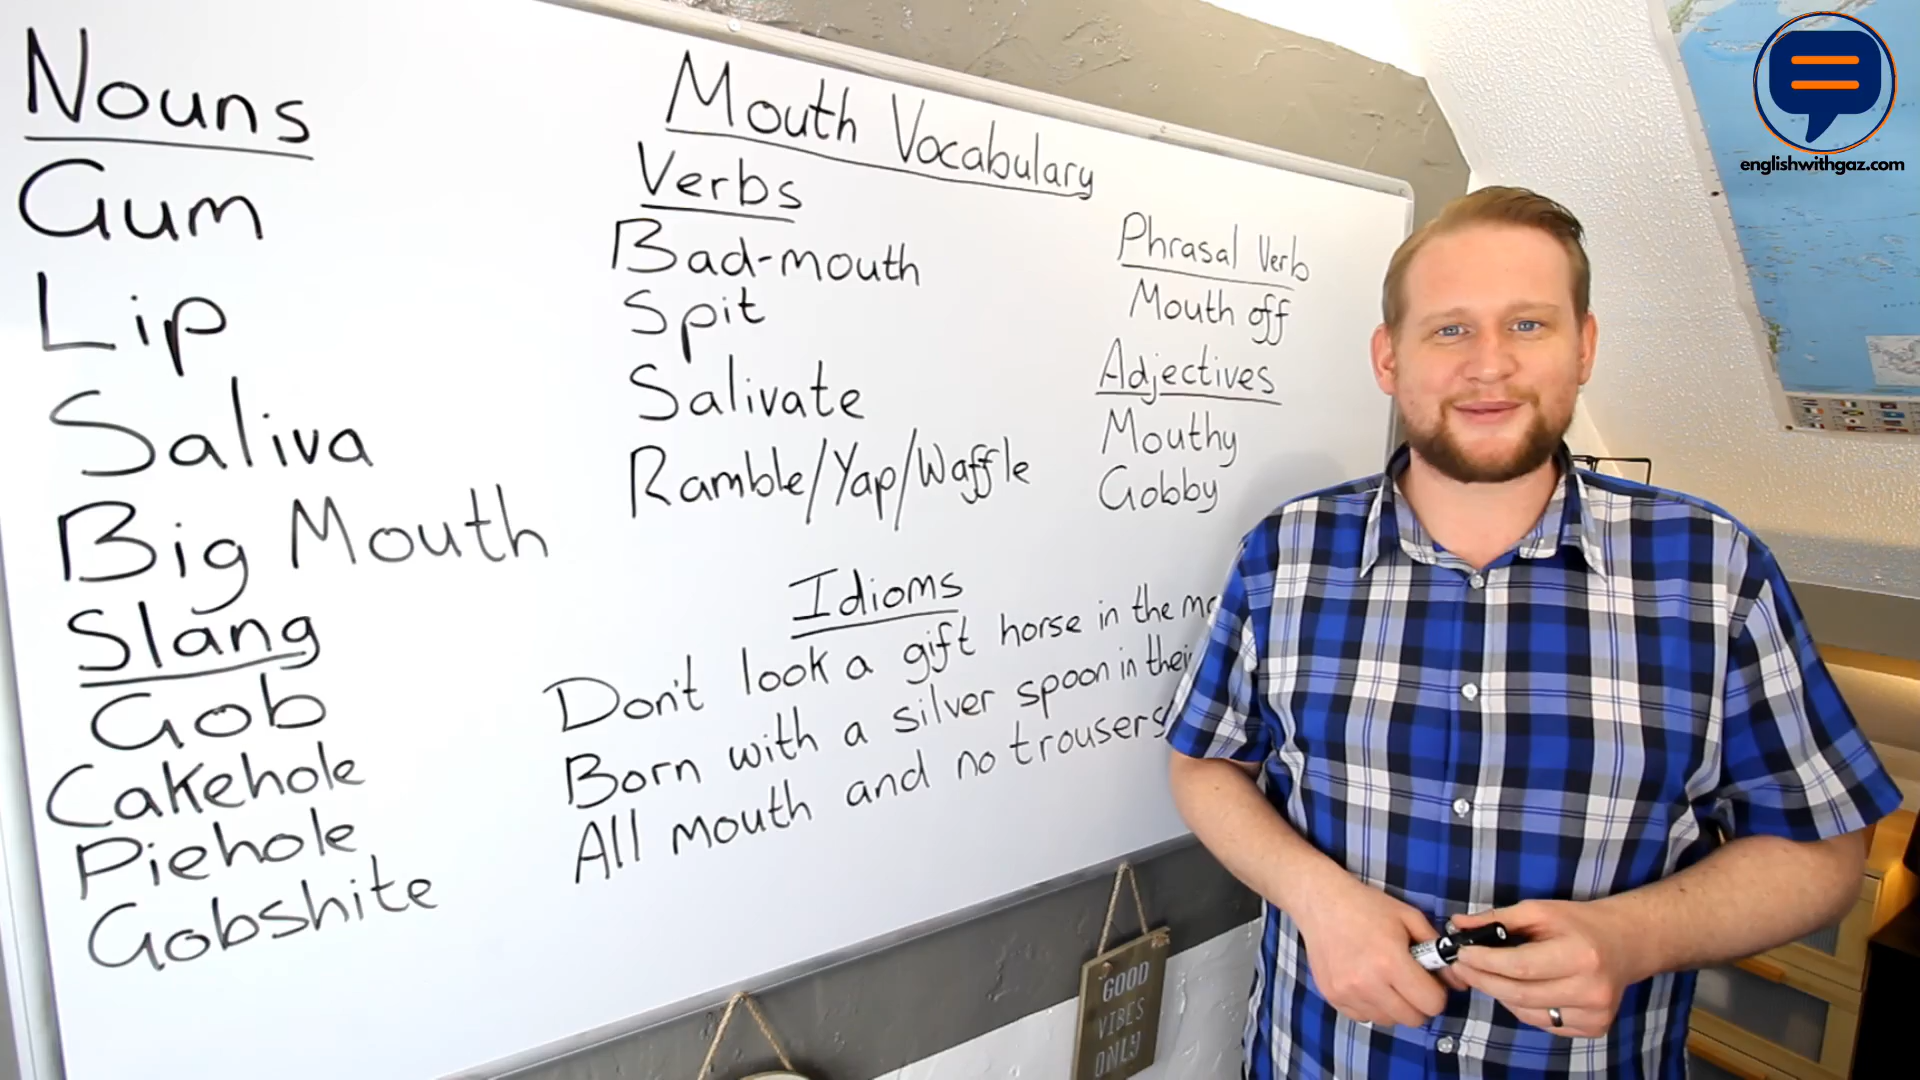 Mouth Vocabulary
Nouns
Gum
Lip
Saliva
Big Mouth
Slang
Gob
Cakehole
Piehole
Gobshite
Verbs
Bad-mouth
Spit
Salivate
Ramble/Yap/Waffle
Phrasal Verb
Mouth off
Adjectives
Mouthy
Gobby
Idioms
Don't look a gift horse in the
Born with a silver spoon in their
All mouth and no trousers
GOOD
VIBES
ONLY
englishwithgaz.com